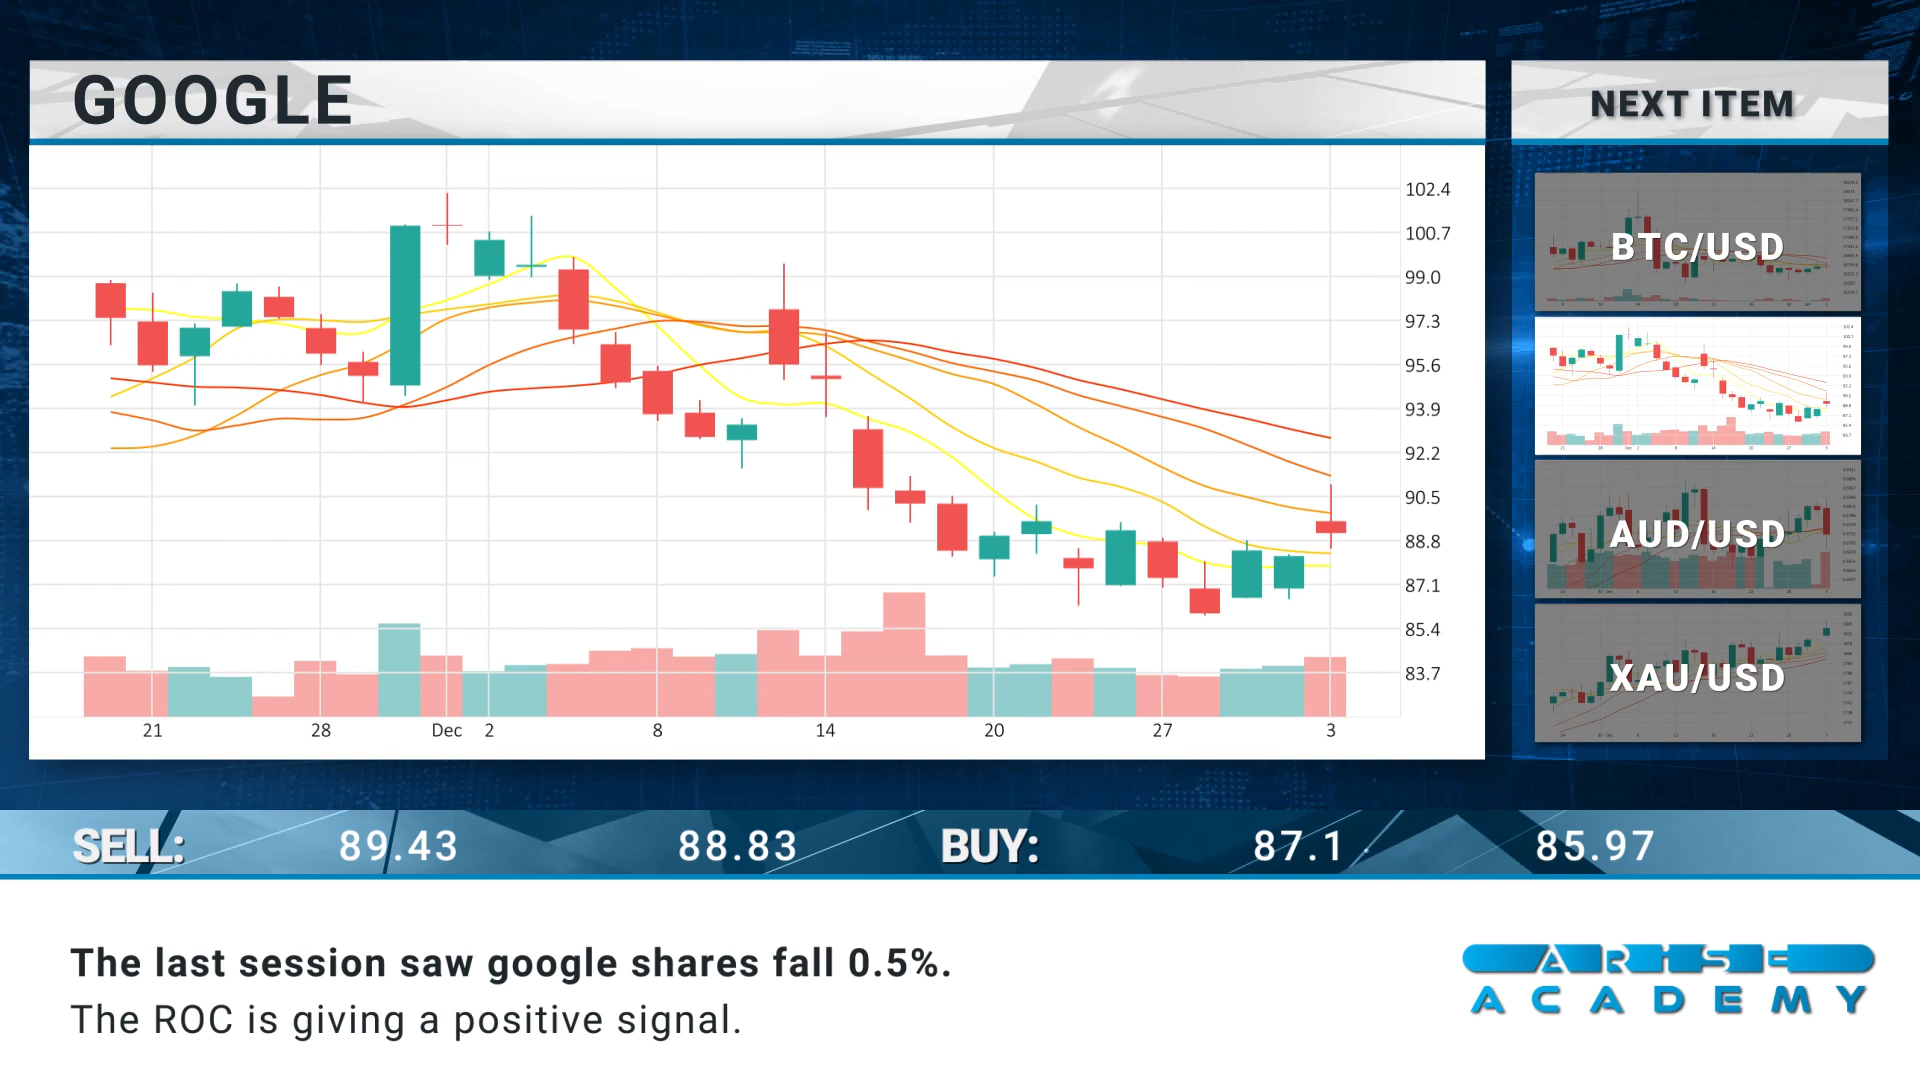 GOOGLE
NEXT ITEM
102.4
100.7
99.0
97.3
95.6
93.9
92.2
90.5
88.8
87.1
85.4
83.7
21 28 Dec 2 8 14 20 27 3
BTC/USD
AUD/USD
XAU/USD
SELL: 89.43 88.83 BUY: 87.1 85.97
The last session saw google shares fall 0.5%.
The ROC is giving a positive signal.
ARISE
ACADEMY